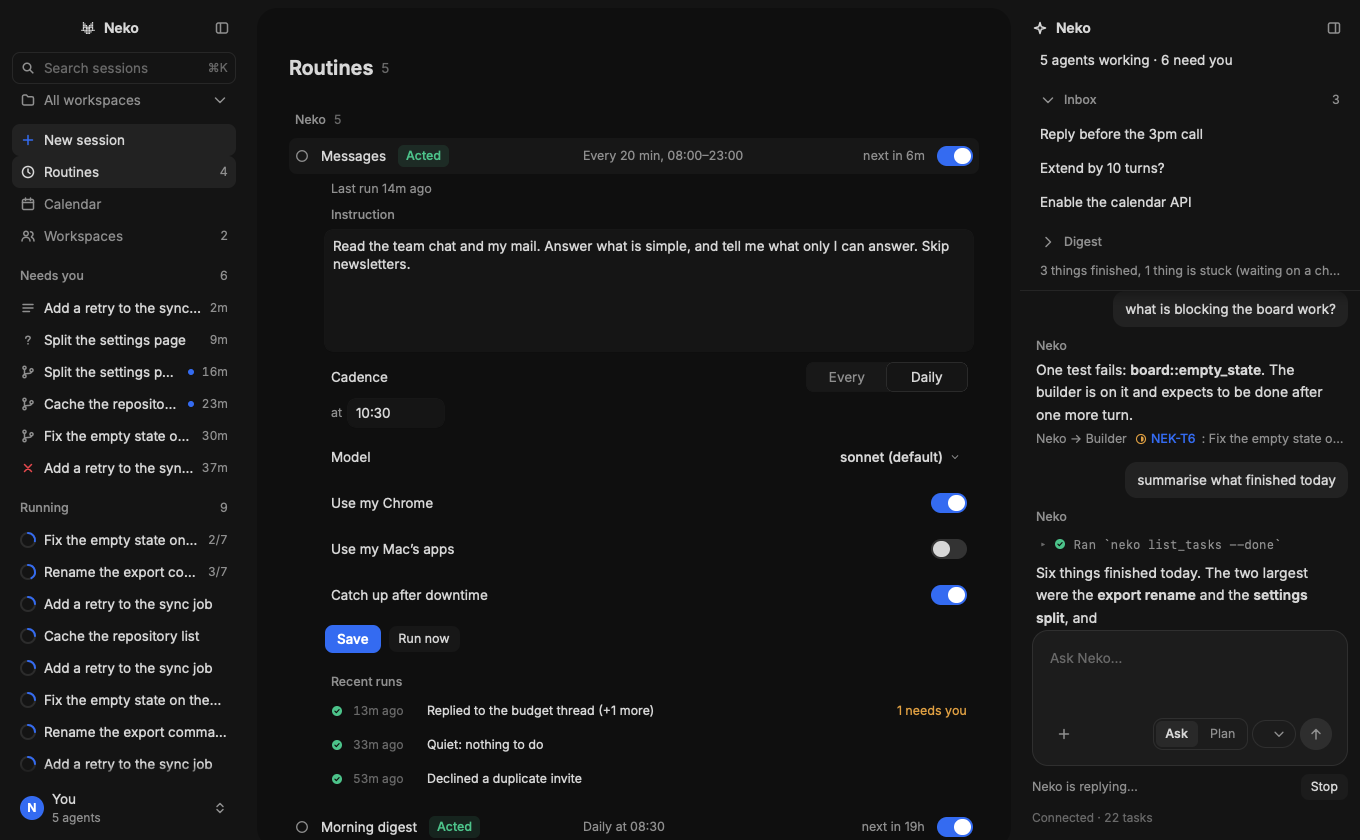 Neko
Search sessions ⌘K
All workspaces
New session
Routines 4
Calendar
Workspaces 2
Needs you 6
Add a retry to the sync... 2m
Split the settings page 9m
Split the settings p... 16m
Cache the reposito... 23m
Fix the empty state o... 30m
Add a retry to the syn... 37m
Running 9
Fix the empty state on... 2/7
Rename the export co... 3/7
Add a retry to the sync job
Cache the repository list
Add a retry to the sync job
Fix the empty state on the...
Rename the export comma...
Add a retry to the sync job
N
You
5 agents
Routines 5
Neko 5
Messages Acted Every 20 min, 08:00–23:00 next in 6m
Last run 14m ago
Instruction
Read the team chat and my mail. Answer what is simple, and tell me what only I can answer. Skip
newsletters.
Cadence Every Daily
at 10:30
Model sonnet (default)
Use my Chrome
Use my Mac’s apps
Catch up after downtime
Save Run now
Recent runs
13m ago Replied to the budget thread (+1 more) 1 needs you
33m ago Quiet: nothing to do
53m ago Declined a duplicate invite
Morning digest Acted Daily at 08:30 next in 19h
Neko
5 agents working · 6 need you
Inbox 3
Reply before the 3pm call
Extend by 10 turns?
Enable the calendar API
Digest
3 things finished, 1 thing is stuck (waiting on a ch...
what is blocking the board work?
Neko
One test fails: board::empty_state. The
builder is on it and expects to be done after
one more turn.
Neko → Builder NEK-T6 : Fix the empty state o...
summarise what finished today
Neko
Ran `neko list_tasks --done`
Six things finished today. The two largest
were the export rename and the settings
split, and
Ask Neko...
Ask Plan
Neko is replying... Stop
Connected · 22 tasks